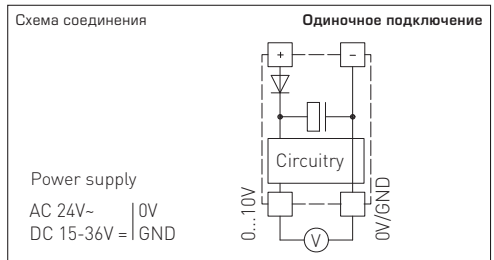 Схема соединения
Одиночное подключение
+ −
Circuitry
Power supply
AC 24V~ 0V
DC 15-36V = GND
0...10V
0V/GND
V